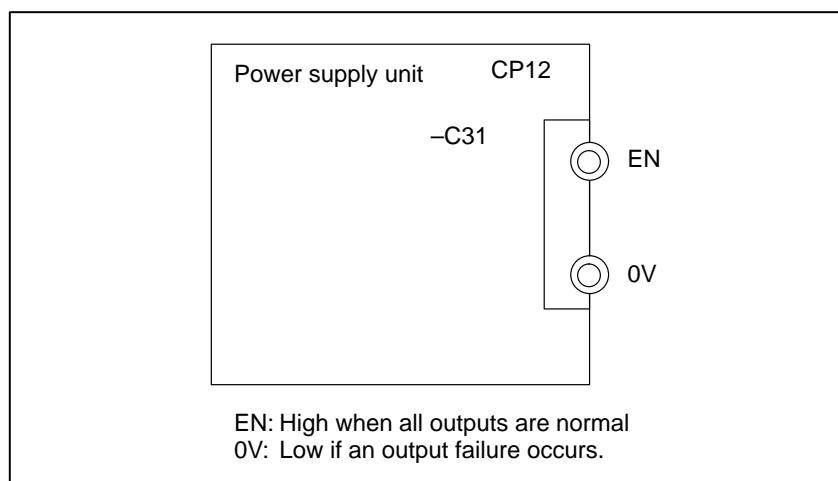 Power supply unit CP12
–C31
EN
0V
EN: High when all outputs are normal
0V: Low if an output failure occurs.